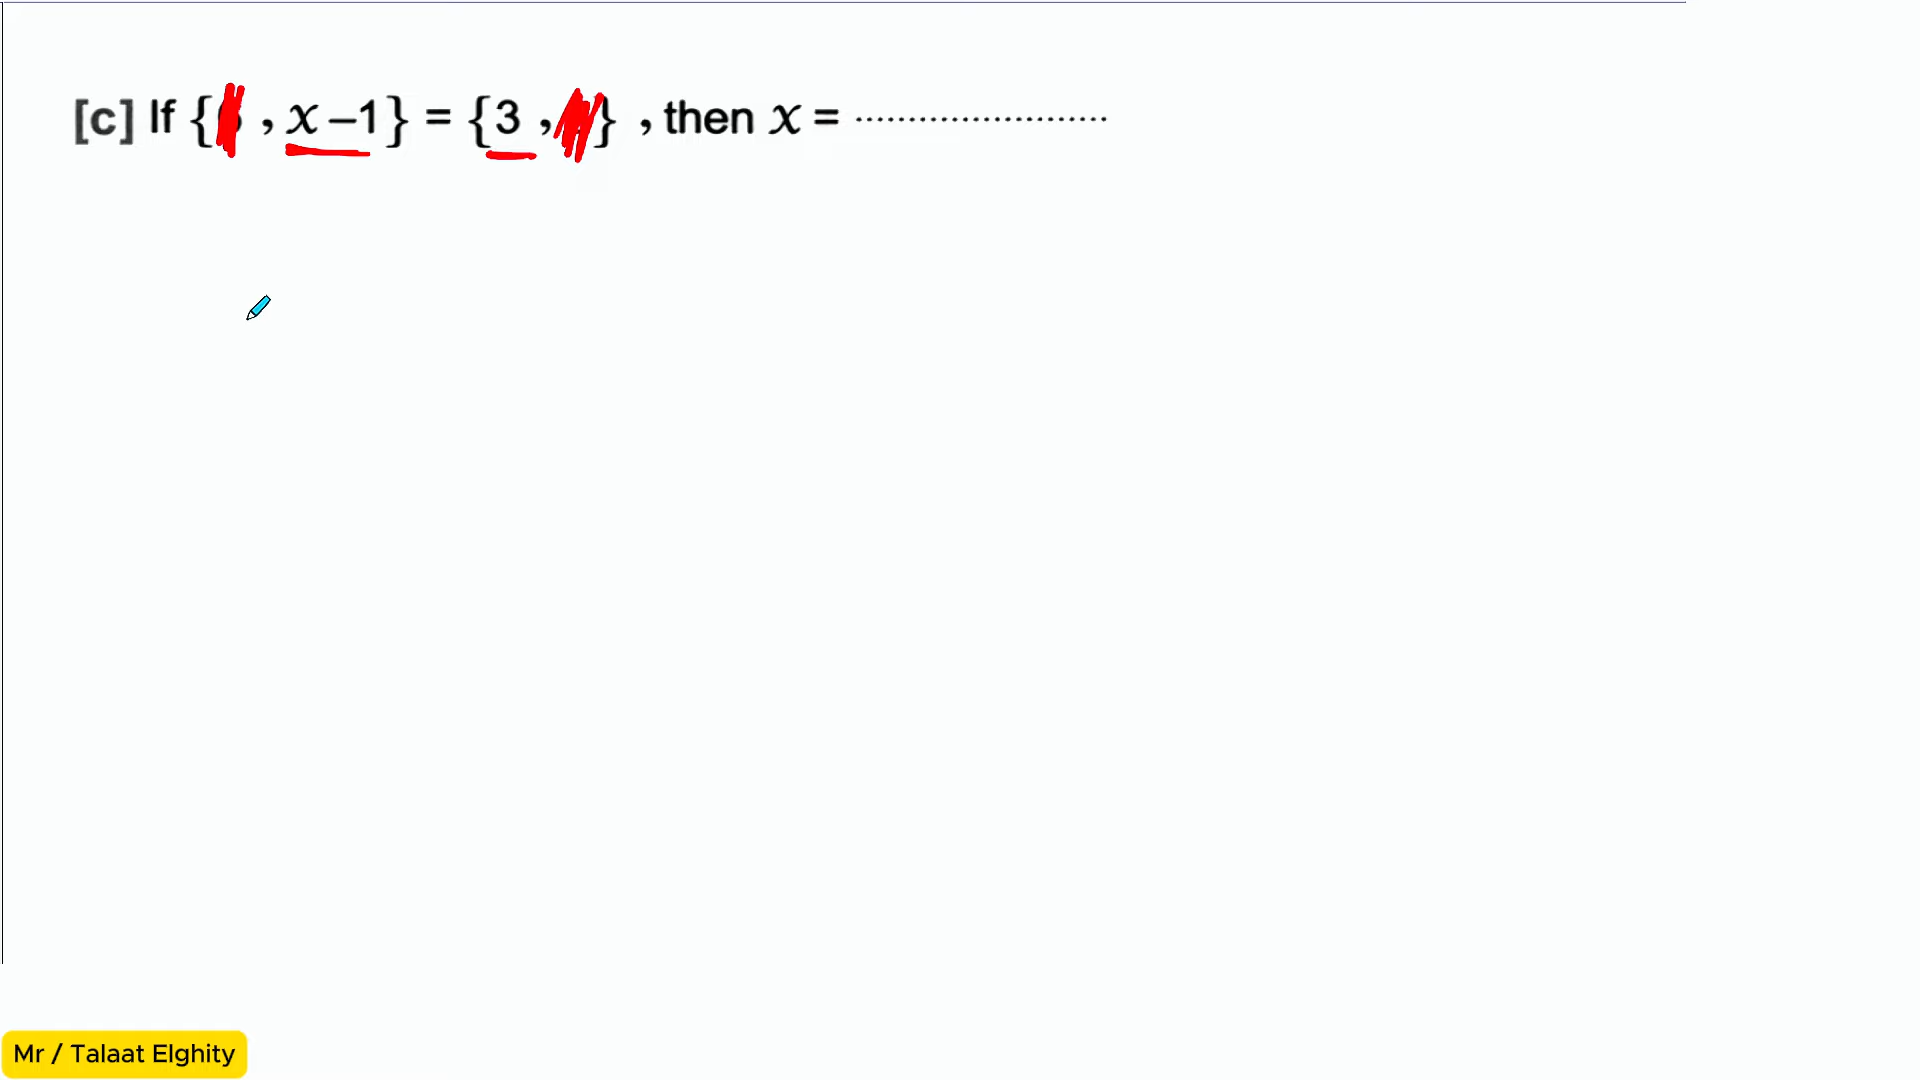 [c] If { , x –1} = {3 , } , then x = ........................
Mr / Talaat Elghity